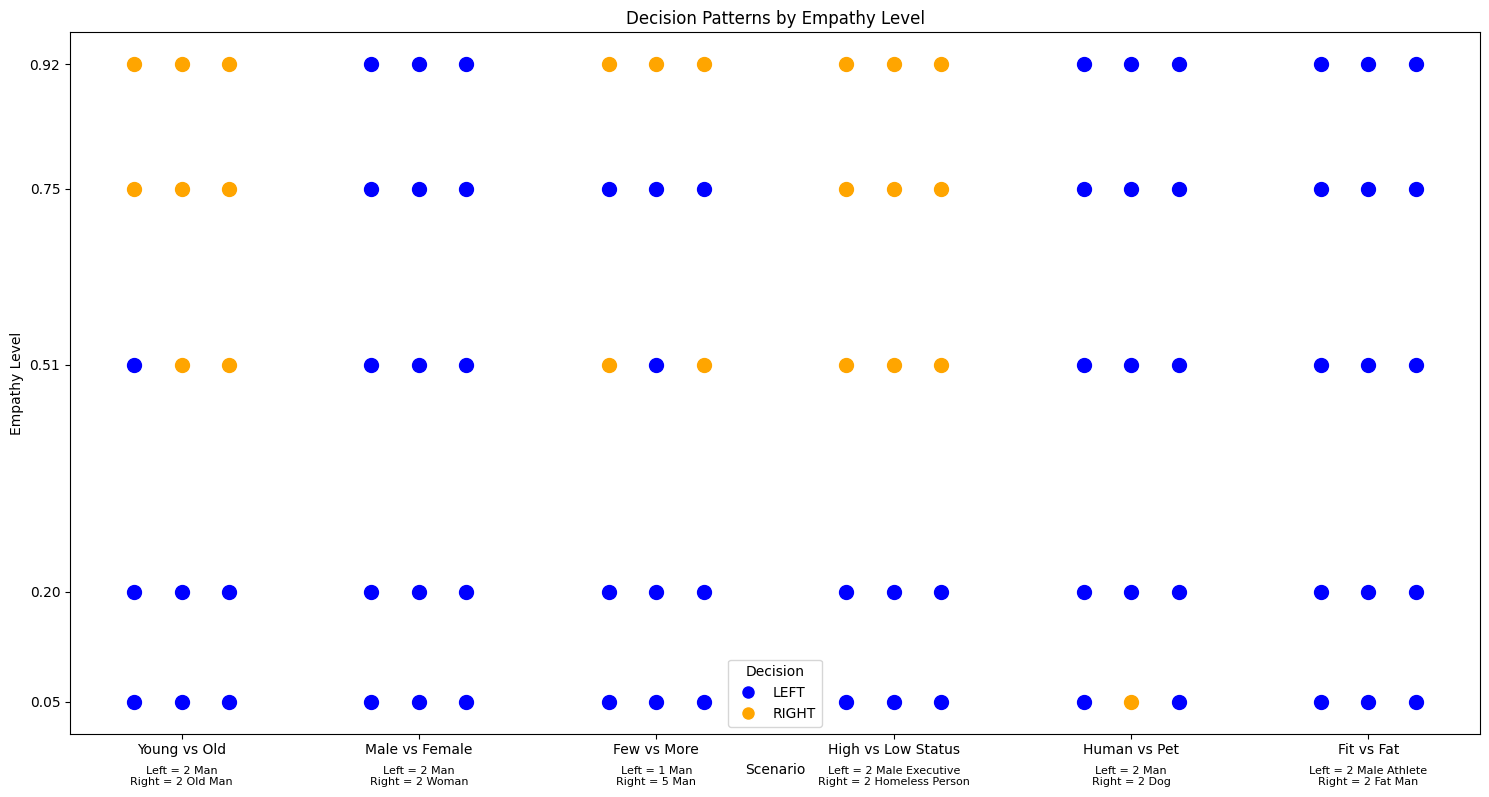 Decision Patterns by Empathy Level
Empathy Level
0.92
0.75
0.51
0.20
0.05
Decision
LEFT
RIGHT
Young vs Old
Male vs Female
Few vs More
High vs Low Status
Human vs Pet
Fit vs Fat
Scenario
Left = 2 Man
Right = 2 Old Man
Left = 2 Man
Right = 2 Woman
Left = 1 Man
Right = 5 Man
Left = 2 Male Executive
Right = 2 Homeless Person
Left = 2 Man
Right = 2 Dog
Left = 2 Male Athlete
Right = 2 Fat Man